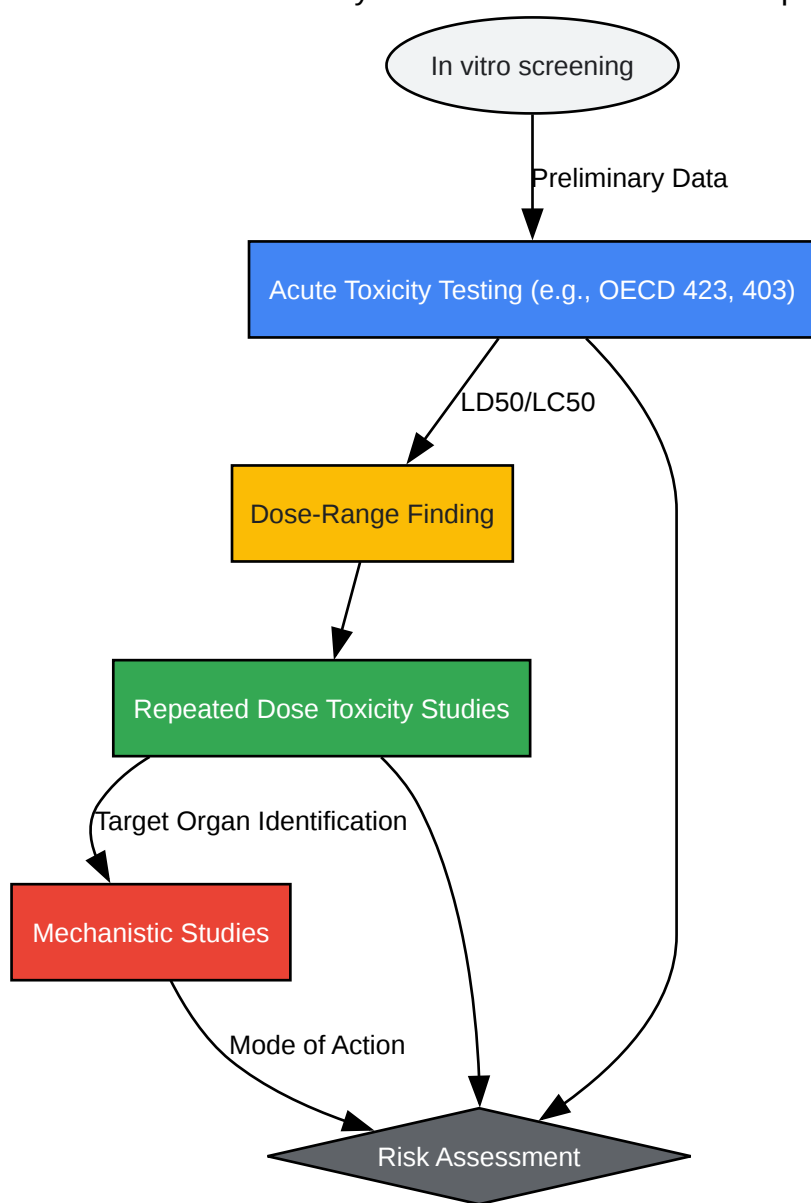 In vitro screening
Preliminary Data
Acute Toxicity Testing (e.g., OECD 423, 403)
LD50/LC50
Dose-Range Finding
Repeated Dose Toxicity Studies
Target Organ Identification
Mechanistic Studies
Mode of Action
Risk Assessment